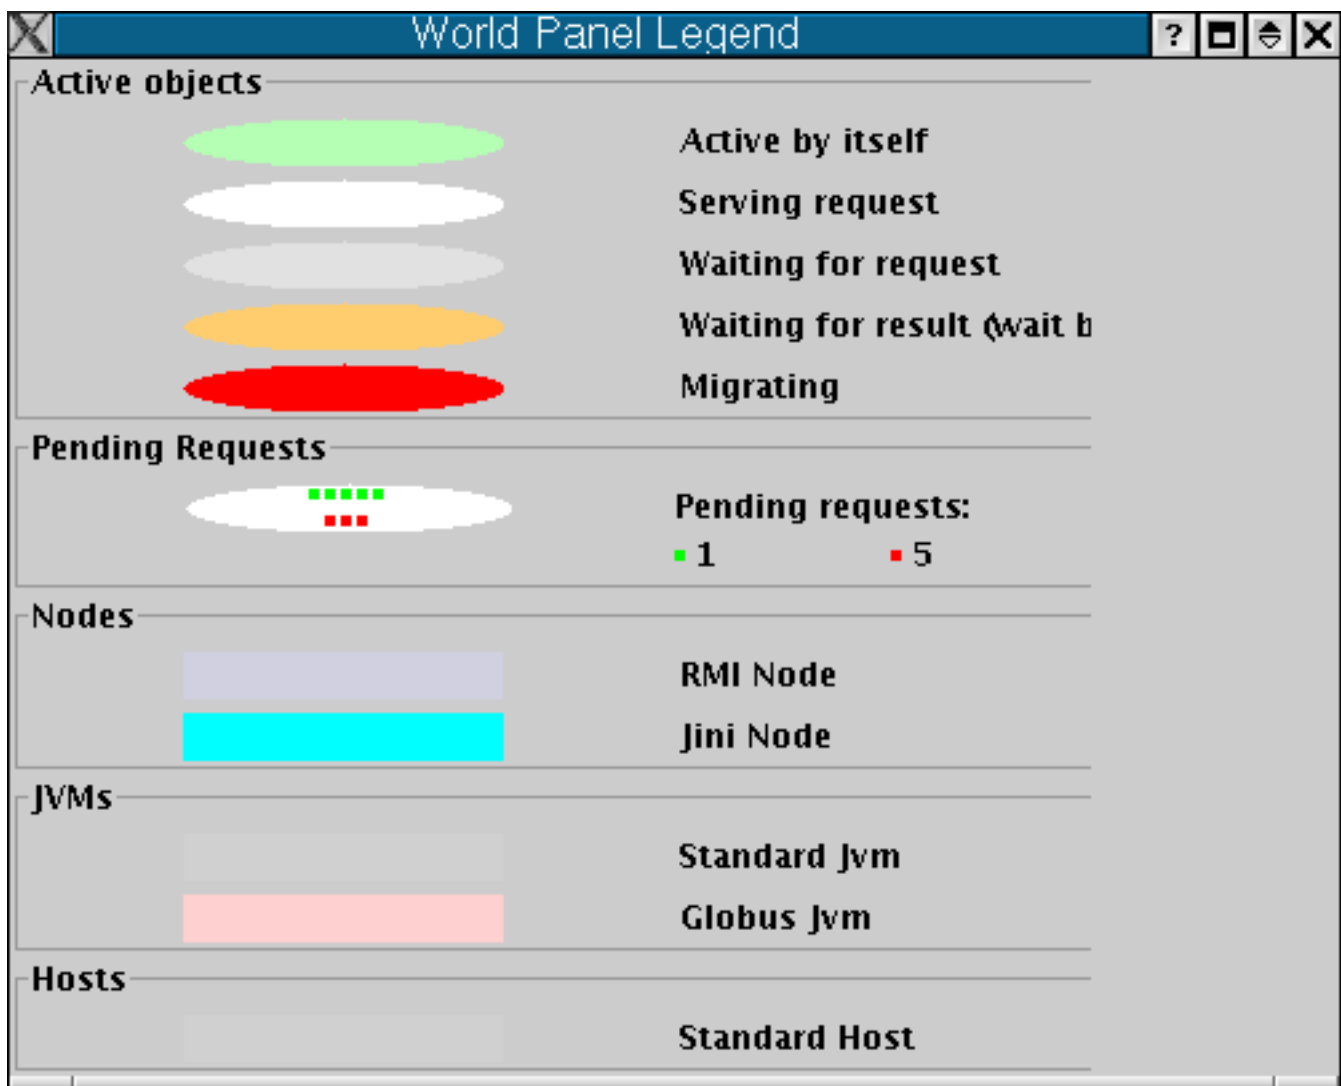 World Panel Legend
Active objects
Active by itself
Serving request
Waiting for request
Waiting for result (wait b
Migrating
Pending Requests
Pending requests:
1 5
Nodes
RMI Node
Jini Node
JVMs
Standard Jvm
Globus Jvm
Hosts
Standard Host